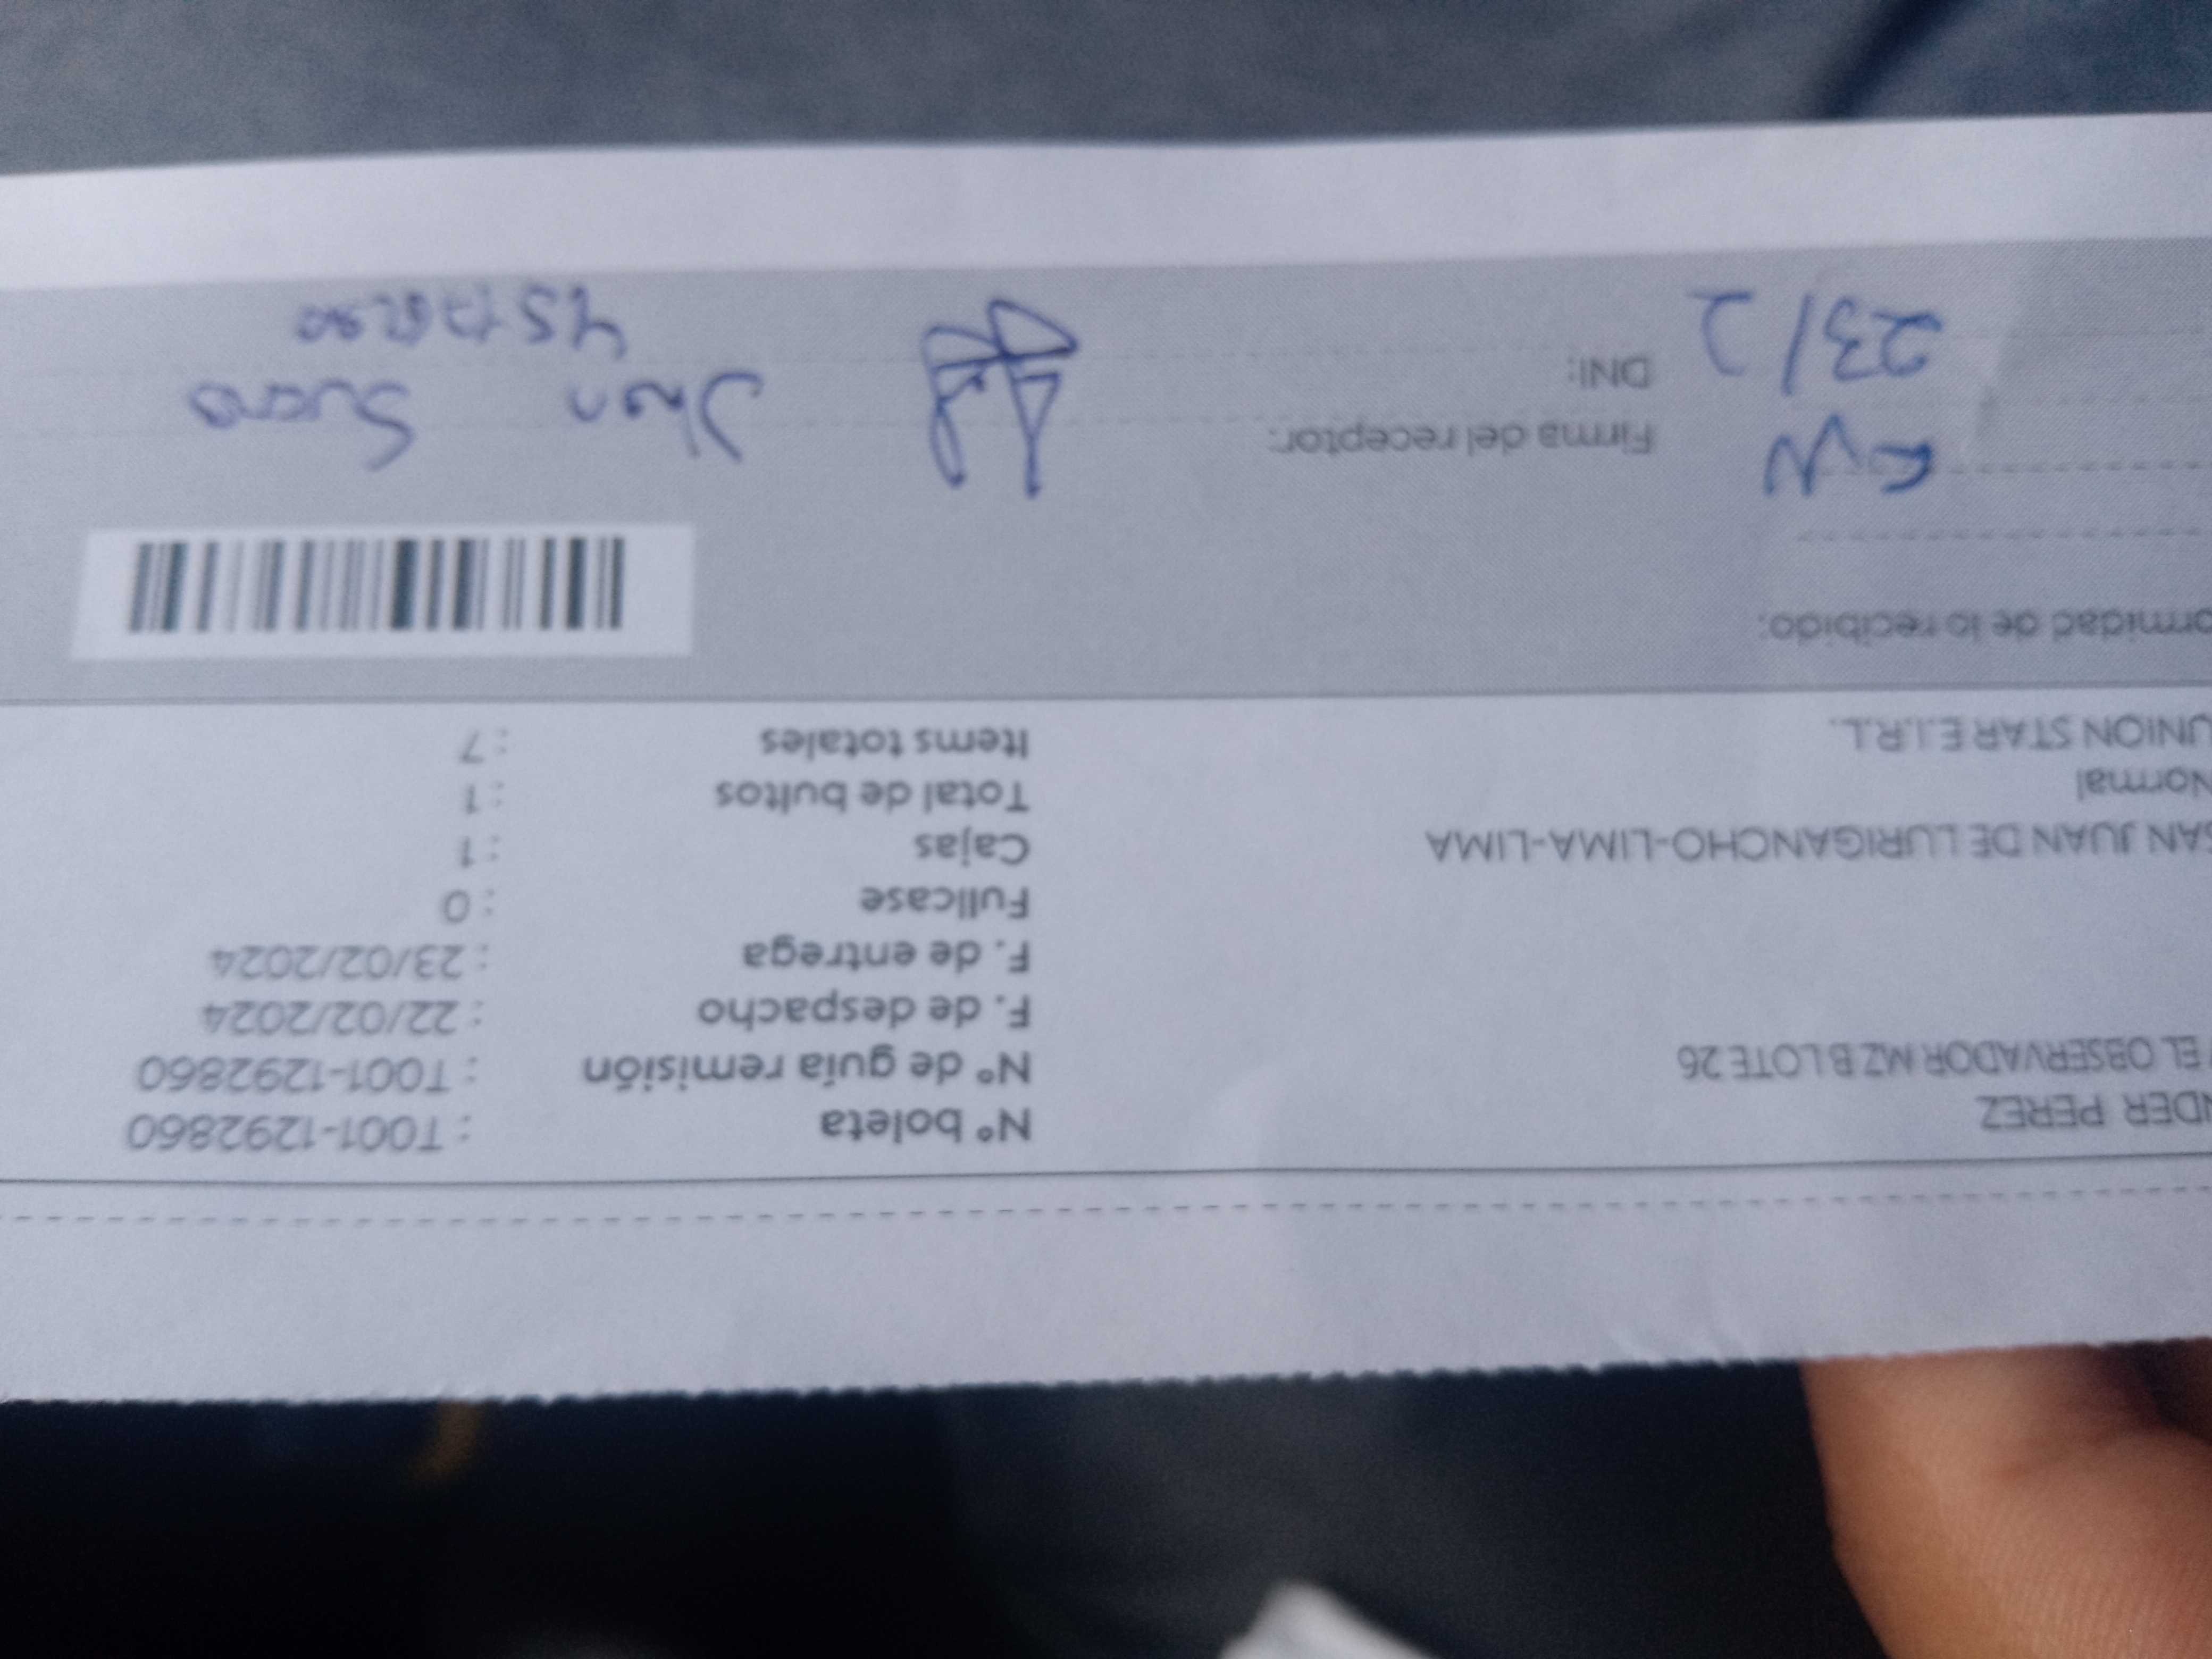 NDER PEREZ
EL OBSERVADOR MZ B LOTE 26
SAN JUAN DE LURIGANCHO-LIMA-LIMA
Normal
UNION STAR E.I.R.L.
N° boleta : T001-1292860
N° de guía remisión : T001-1292860
F. de despacho : 22/02/2024
F. de entrega : 23/02/2024
Fullcase : 0
Cajas : 1
Total de bultos : 1
Items totales : 7
ormidad de lo recibido:
Firma del receptor:
DNI:
23/2
Jhon